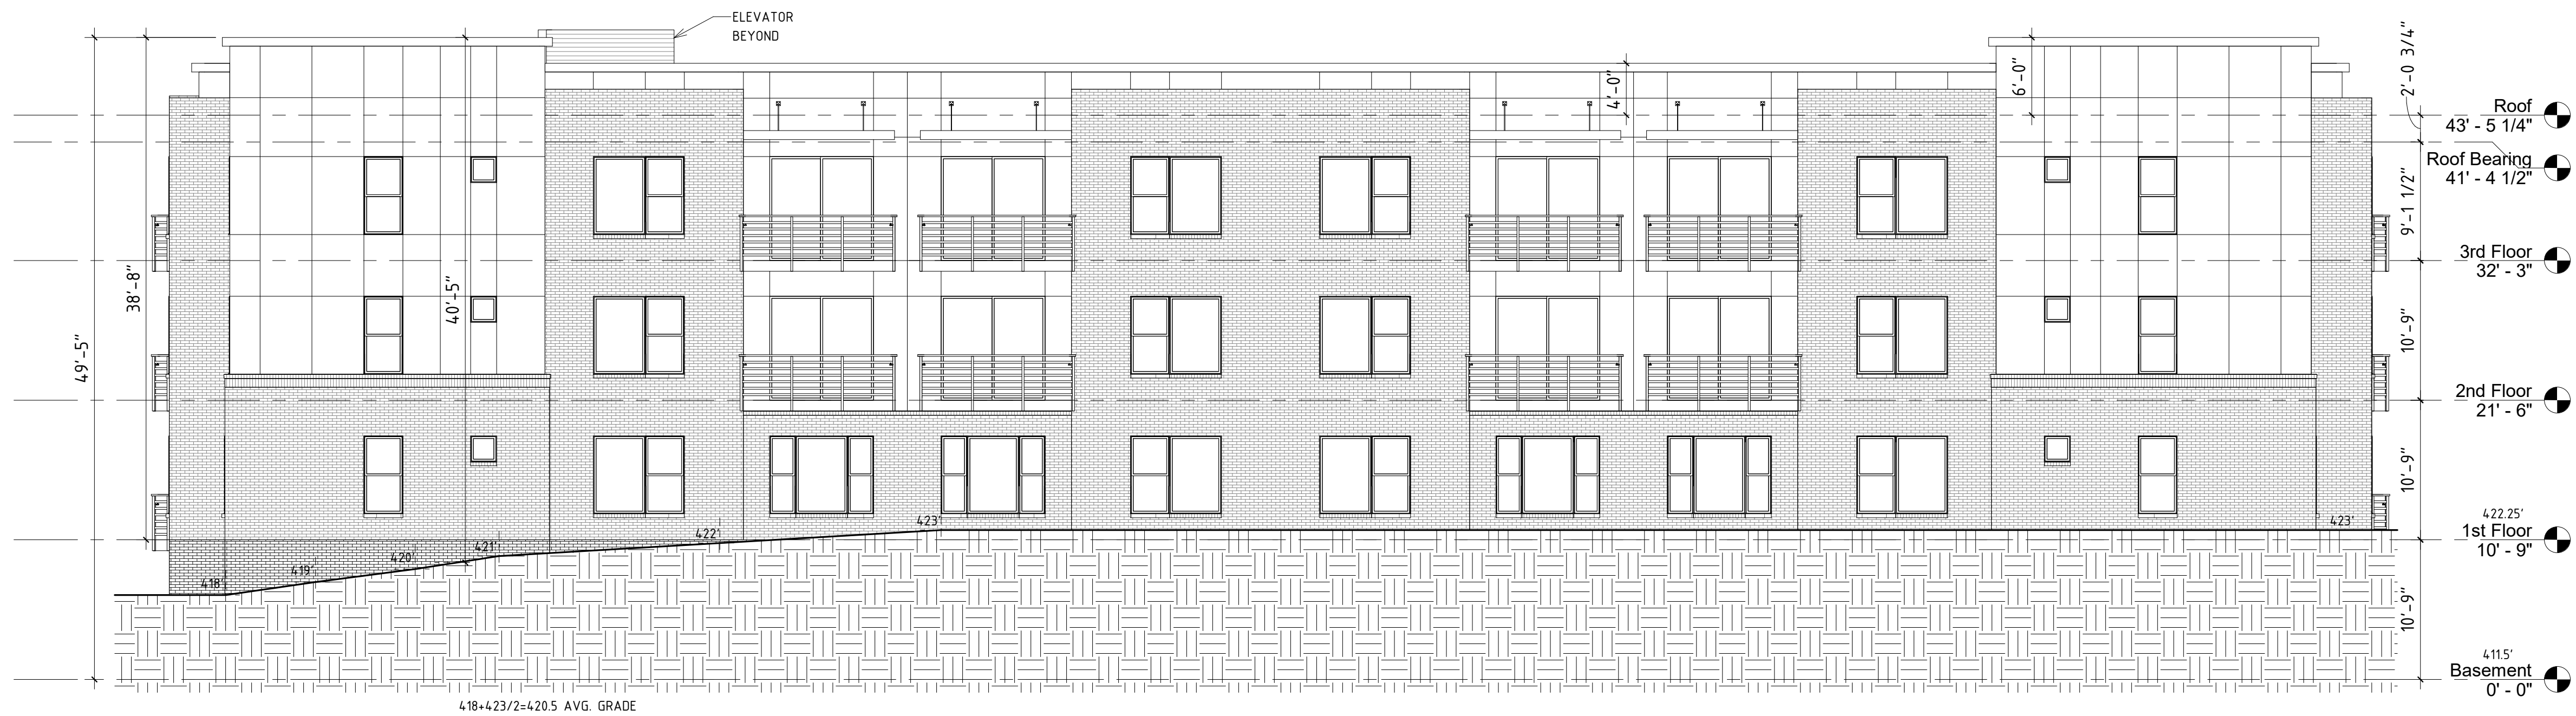 ELEVATOR
BEYOND
49'-5"
38'-8"
40'-5"
4'-0"
6'-0"
2'-0 3/4"
Roof
43' - 5 1/4"
Roof Bearing
41' - 4 1/2"
9'-1 1/2"
3rd Floor
32' - 3"
10'-9"
2nd Floor
21' - 6"
10'-9"
422.25'
1st Floor
10' - 9"
10'-9"
411.5'
Basement
0' - 0"
418'
419'
420'
421'
422'
423'
423'
418+423/2=420.5 AVG. GRADE